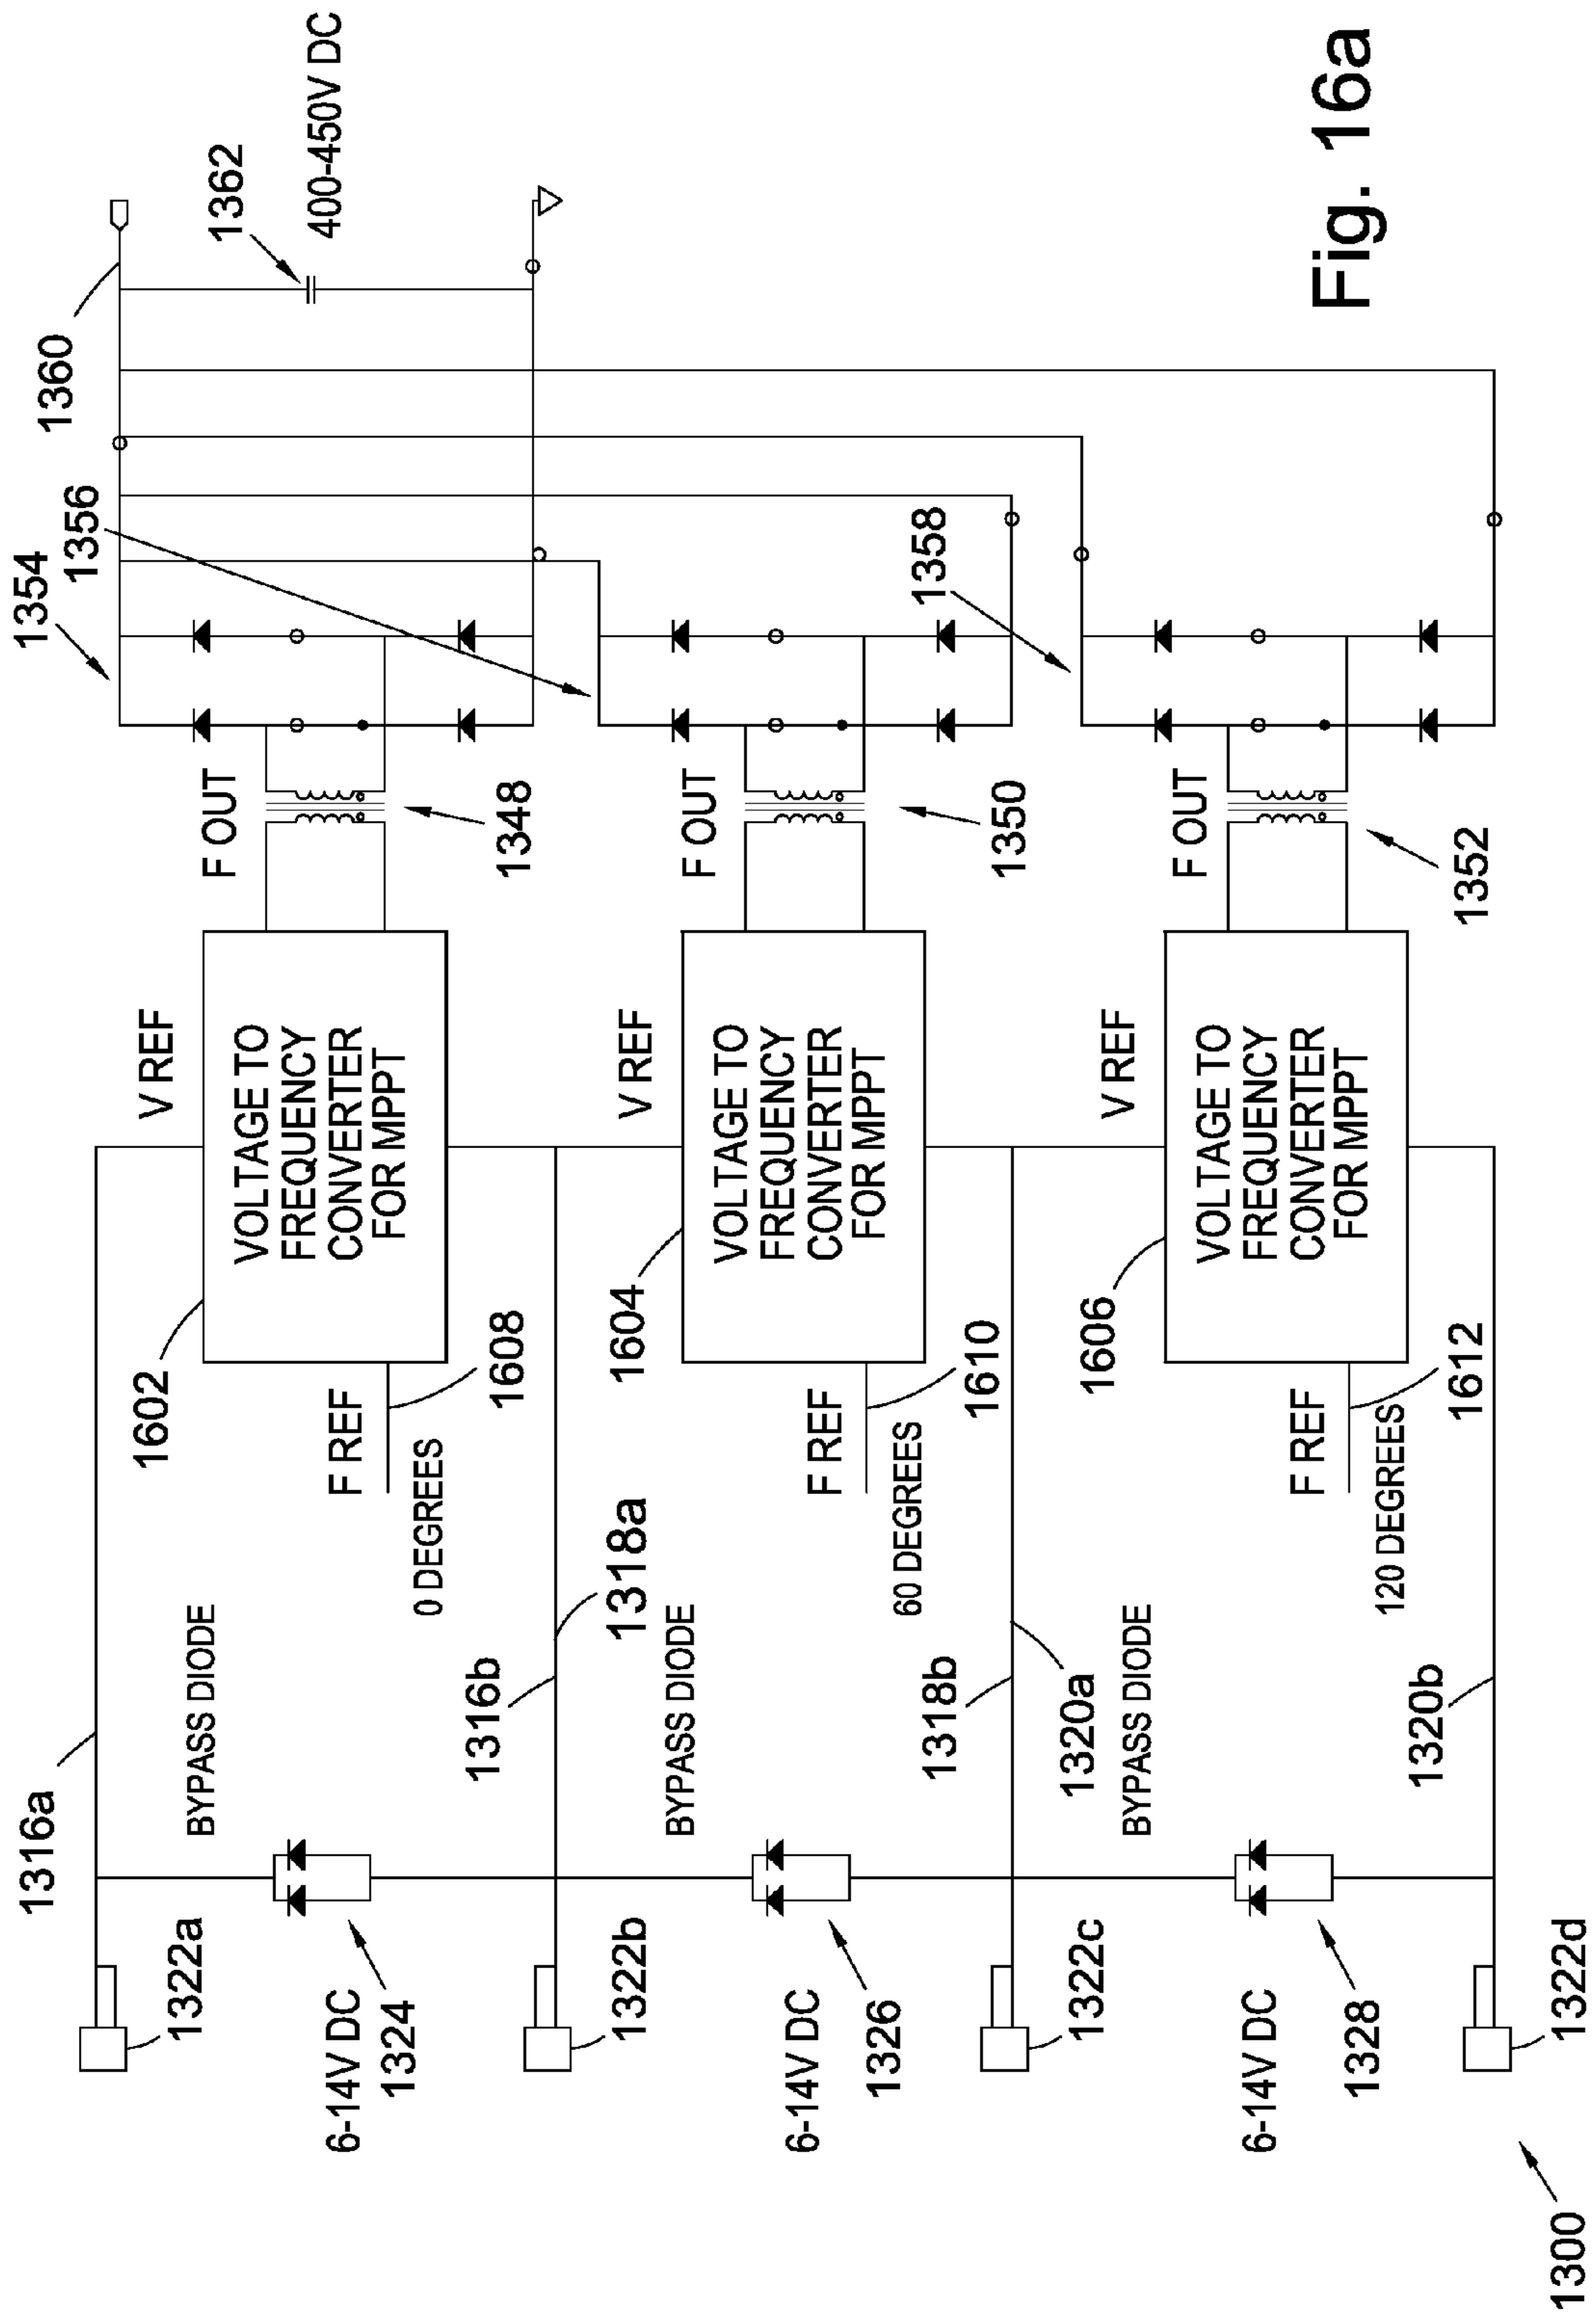 1316a
1322a
BYPASS DIODE
1324
6-14V DC
1602
V REF
VOLTAGE TO
FREQUENCY
CONVERTER
FOR MPPT
F REF
1608
0 DEGREES
F OUT
1348
1354
1356
1360
1362
400-450V DC
1316b
1318a
1322b
BYPASS DIODE
1326
6-14V DC
1604
V REF
VOLTAGE TO
FREQUENCY
CONVERTER
FOR MPPT
F REF
1610
60 DEGREES
F OUT
1350
1358
1318b
1320a
1322c
BYPASS DIODE
1328
6-14V DC
1606
V REF
VOLTAGE TO
FREQUENCY
CONVERTER
FOR MPPT
F REF
1612
120 DEGREES
F OUT
1352
1320b
1322d
1300
Fig. 16a